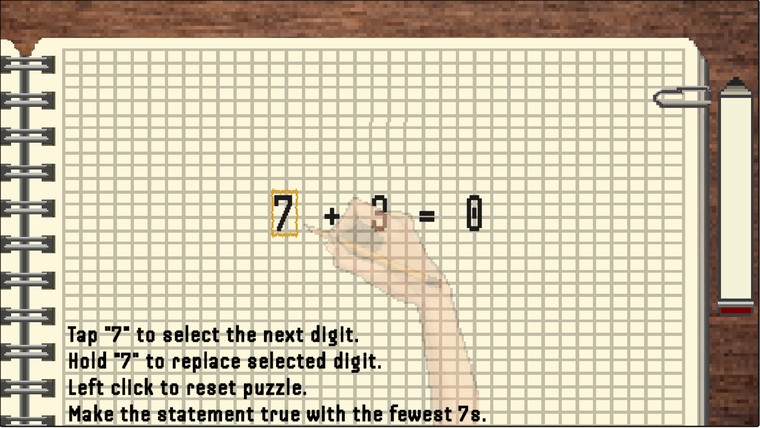 7 + 3 = 0
Tap "7" to select the next digit.
Hold "7" to replace selected digit.
Left click to reset puzzle.
Make the statement true with the fewest 7s.